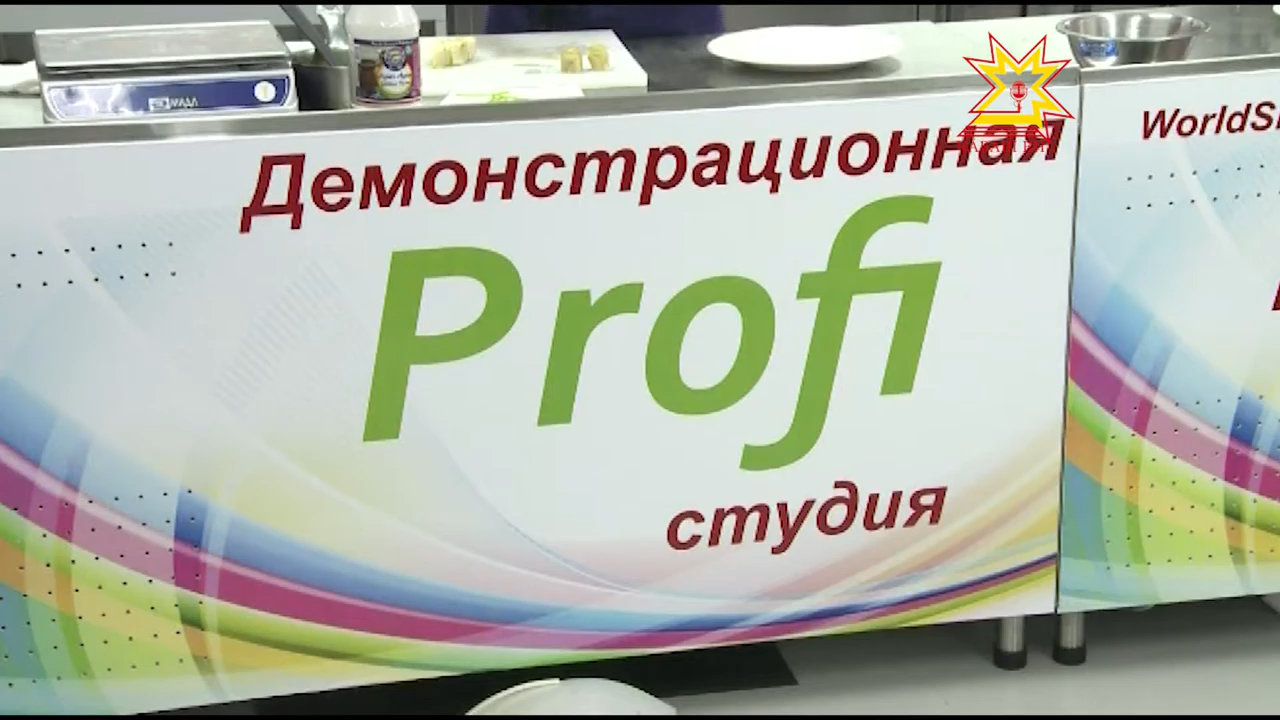 Демонстрационная
Profi
студия
WorldS